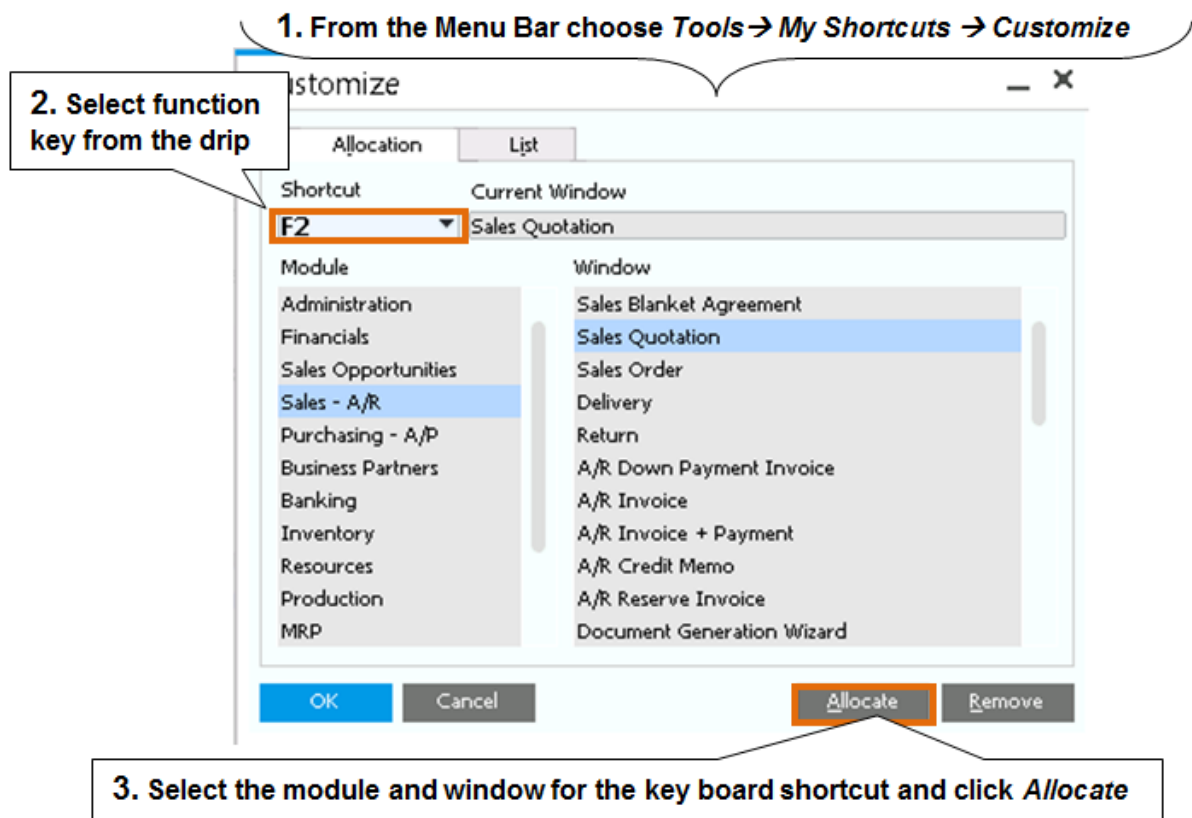 1. From the Menu Bar choose Tools→ My Shortcuts → Customize
ustomize
2. Select function
key from the drip
Allocation List
Shortcut Current Window
F2 Sales Quotation
Module Window
Administration Sales Blanket Agreement
Financials Sales Quotation
Sales Opportunities Sales Order
Sales - A/R Delivery
Purchasing - A/P Return
Business Partners A/R Down Payment Invoice
Banking A/R Invoice
Inventory A/R Invoice + Payment
Resources A/R Credit Memo
Production A/R Reserve Invoice
MRP Document Generation Wizard
OK Cancel Allocate Remove
3. Select the module and window for the key board shortcut and click Allocate